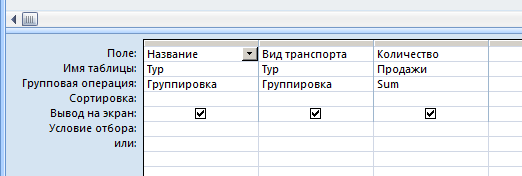 Поле: Название Вид транспорта Количество
Имя таблицы: Тур Тур Продажи
Групповая операция: Группировка Группировка Sum
Сортировка:
Вывод на экран:
Условие отбора:
или: